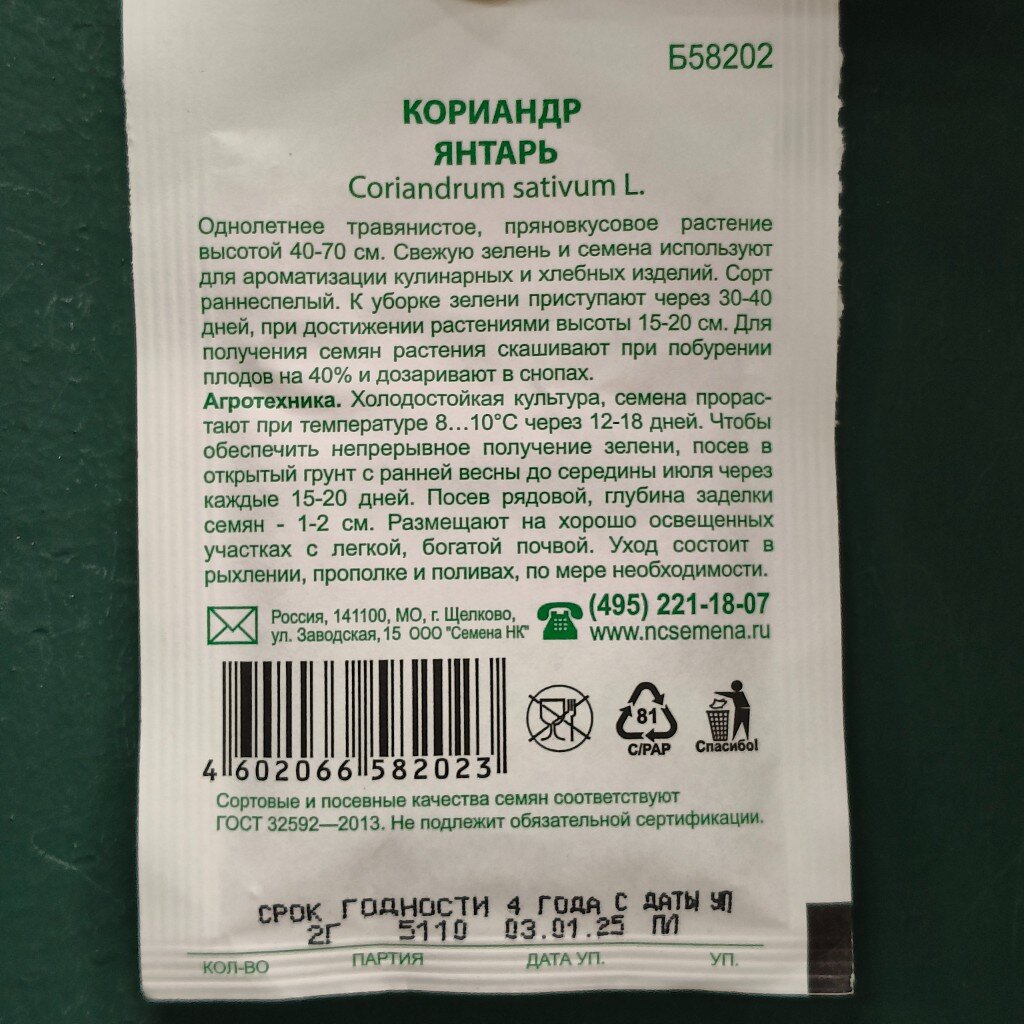 Б58202
КОРИАНДР
ЯНТАРЬ
Coriandrum sativum L.
Однолетнее травянистое, пряновкусовое растение
высотой 40-70 см. Свежую зелень и семена используют
для ароматизации кулинарных и хлебных изделий. Сорт
раннеспелый. К уборке зелени приступают через 30-40
дней, при достижении растениями высоты 15-20 см. Для
получения семян растения скашивают при побурении
плодов на 40% и дозаривают в снопах.
Агротехника. Холодостойкая культура, семена прорас-
тают при температуре 8...10°С через 12-18 дней. Чтобы
обеспечить непрерывное получение зелени, посев в
открытый грунт с ранней весны до середины июля через
каждые 15-20 дней. Посев рядовой, глубина заделки
семян - 1-2 см. Размещают на хорошо освещенных
участках с легкой, богатой почвой. Уход состоит в
рыхлении, прополке и поливах, по мере необходимости.
Россия, 141100, МО, г. Щелково,
ул. Заводская,15 ООО "Семена НК"
(495) 221-18-07
www.ncsemena.ru
81
C/PAP
Спасибо!
4 602066 582023
Сортовые и посевные качества семян соответствуют
ГОСТ 32592—2013. Не подлежит обязательной сертификации.
СРОК ГОДНОСТИ 4 ГОДА С ДАТЫ УП
2Г 5110 03.01.25 ПЛ
КОЛ-ВО ПАРТИЯ ДАТА УП. УП.